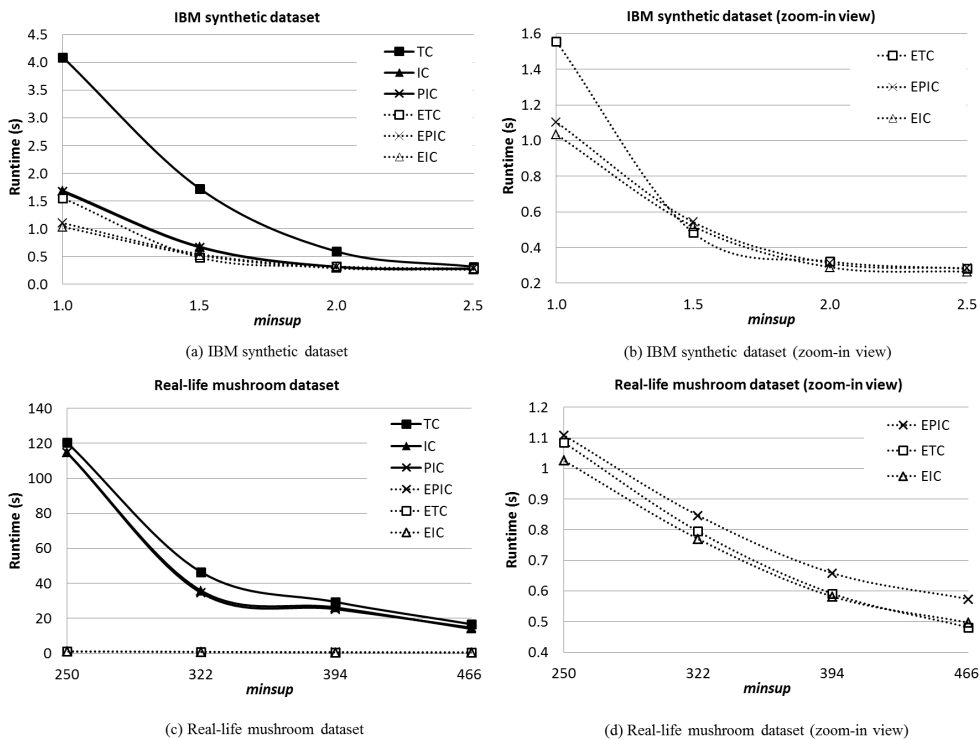 IBM synthetic dataset
4.5
4.0
3.5
3.0
2.5
2.0
1.5
1.0
0.5
0.0
Runtime (s)
TC
IC
PIC
ETC
EPIC
EIC
1.0 1.5 2.0 2.5
minsup
(a) IBM synthetic dataset
IBM synthetic dataset (zoom-in view)
1.6
1.4
1.2
1.0
0.8
0.6
0.4
0.2
Runtime (s)
ETC
EPIC
EIC
1.0 1.5 2.0 2.5
minsup
(b) IBM synthetic dataset (zoom-in view)
Real-life mushroom dataset
140
120
100
80
60
40
20
0
Runtime (s)
TC
IC
PIC
EPIC
ETC
EIC
250 322 394 466
minsup
(c) Real-life mushroom dataset
Real-life mushroom dataset (zoom-in view)
1.2
1.1
1
0.9
0.8
0.7
0.6
0.5
0.4
Runtime (s)
EPIC
ETC
EIC
250 322 394 466
minsup
(d) Real-life mushroom dataset (zoom-in view)